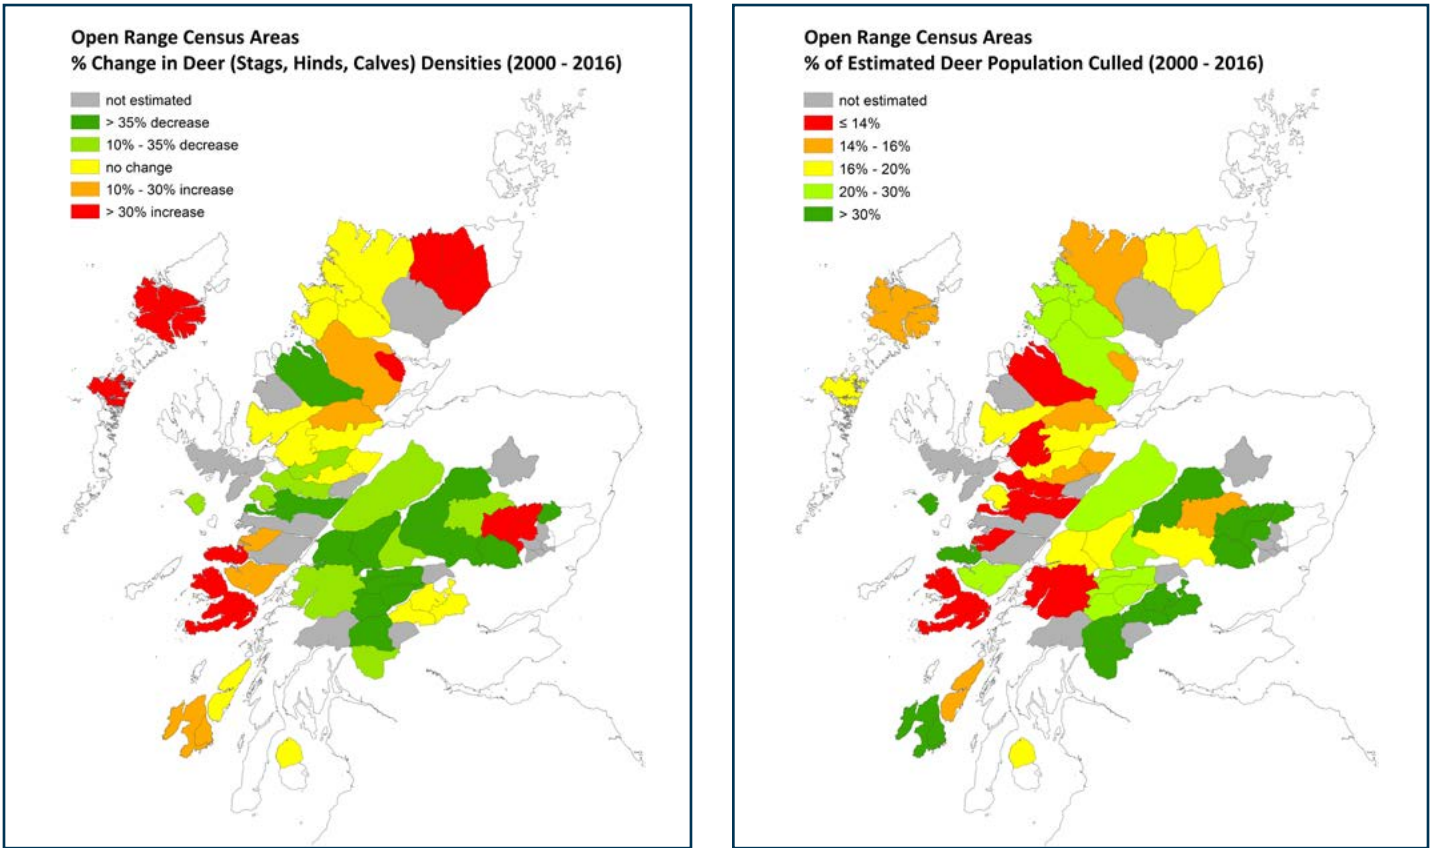 Open Range Census Areas
% Change in Deer (Stags, Hinds, Calves) Densities (2000 - 2016)
not estimated
> 35% decrease
10% - 35% decrease
no change
10% - 30% increase
> 30% increase
Open Range Census Areas
% of Estimated Deer Population Culled (2000 - 2016)
not estimated
≤ 14%
14% - 16%
16% - 20%
20% - 30%
> 30%